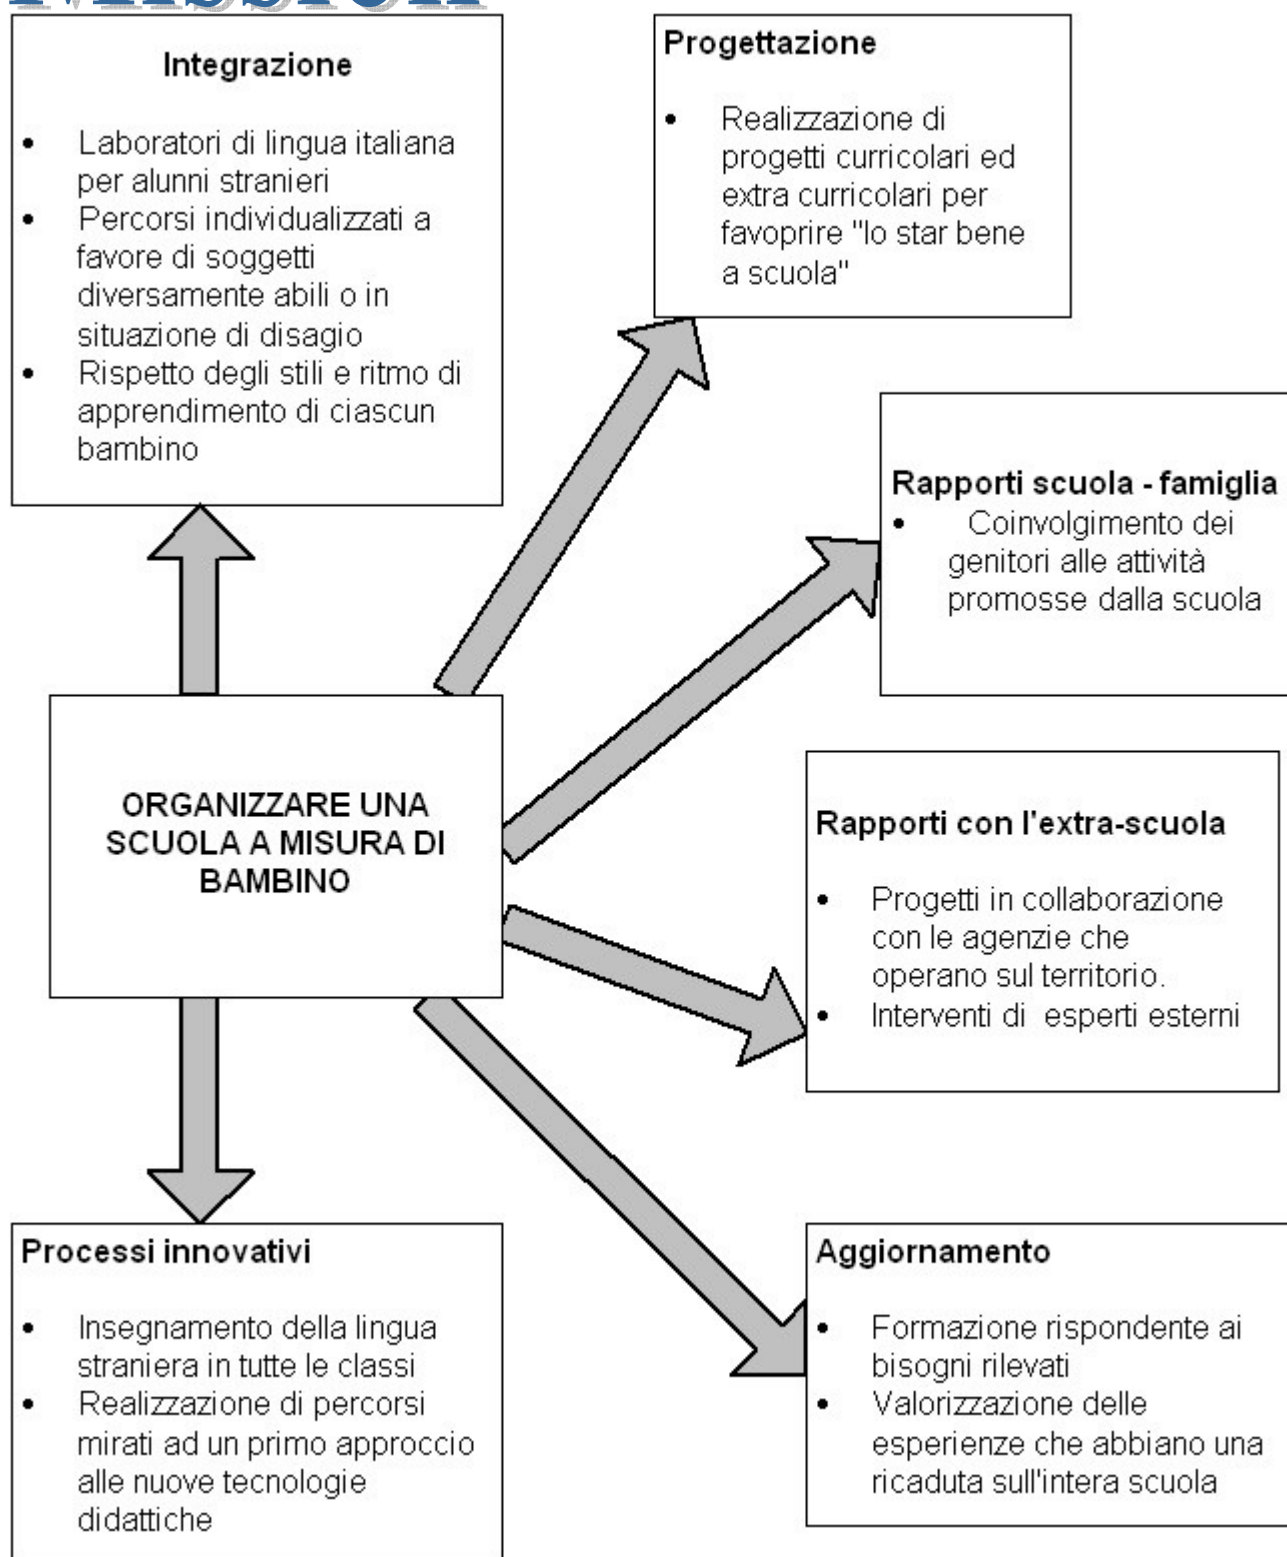 Mission
Integrazione
• Laboratori di lingua italiana
per alunni stranieri
• Percorsi individualizzati a
favore di soggetti
diversamente abili o in
situazione di disagio
• Rispetto degli stili e ritmo di
apprendimento di ciascun
bambino
Progettazione
• Realizzazione di
progetti curricolari ed
extra curricolari per
favoprire "lo star bene
a scuola"
Rapporti scuola - famiglia
• Coinvolgimento dei
genitori alle attività
promosse dalla scuola
ORGANIZZARE UNA
SCUOLA A MISURA DI
BAMBINO
Rapporti con l'extra-scuola
• Progetti in collaborazione
con le agenzie che
operano sul territorio.
• Interventi di esperti esterni
Processi innovativi
• Insegnamento della lingua
straniera in tutte le classi
• Realizzazione di percorsi
mirati ad un primo approccio
alle nuove tecnologie
didattiche
Aggiornamento
• Formazione rispondente ai
bisogni rilevati
• Valorizzazione delle
esperienze che abbiano una
ricaduta sull'intera scuola